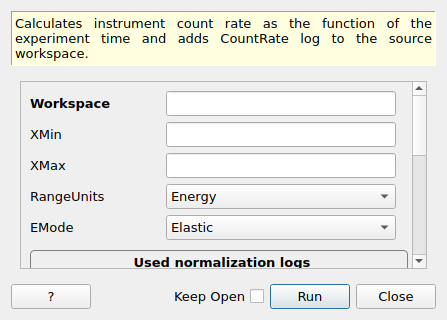 Calculates instrument count rate as the function of the
experiment time and adds CountRate log to the source
workspace.
Workspace
XMin
XMax
RangeUnits Energy
EMode Elastic
Used normalization logs
? Keep Open Run Close